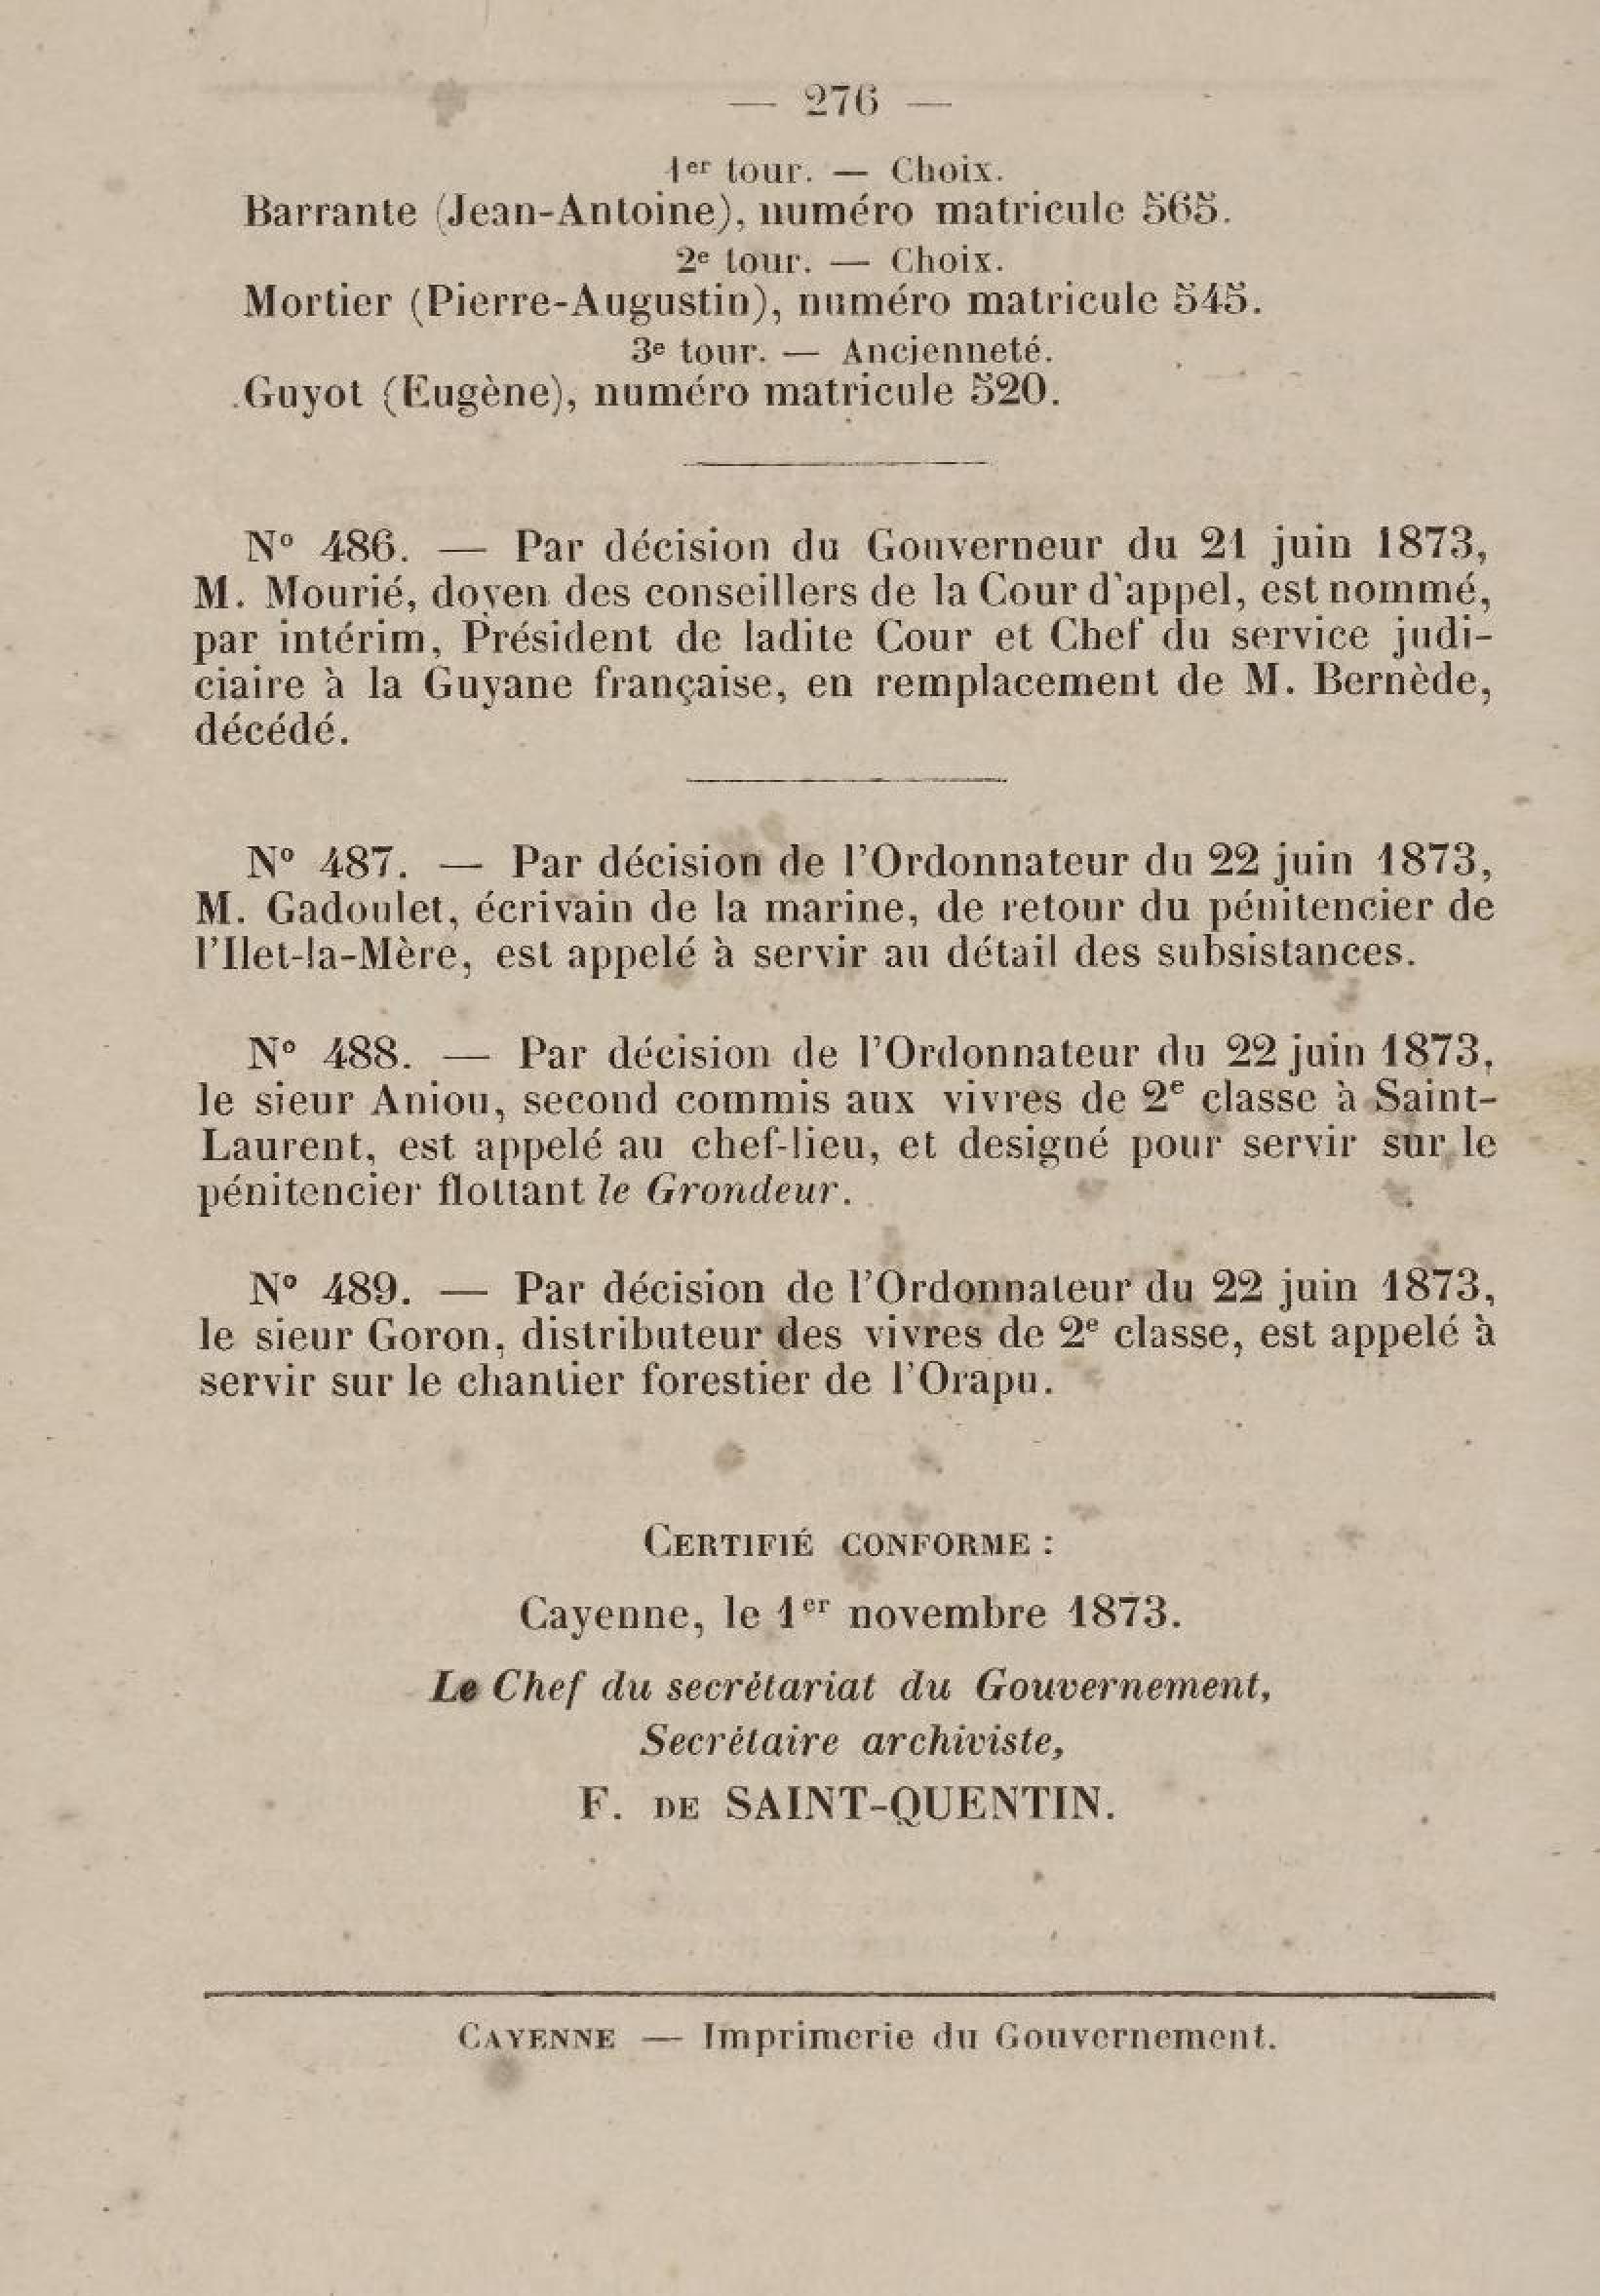 — 276 —
1er tour. — Choix.
Barrante (Jean-Antoine), numéro matricule 565.
2e tour. — Choix.
Mortier (Pierre-Augustin), numéro matricule 545.
3e tour. — Ancienneté.
Guyot (Eugène), numéro matricule 520.
N° 486. — Par décision du Gouverneur du 21 juin 1873,
M. Mourié, doyen des conseillers de la Cour d'appel, est nommé,
par intérim, Président de ladite Cour et Chef du service judi-
ciaire à la Guyane française, en remplacement de M. Bernède,
décédé.
N° 487. — Par décision de l'Ordonnateur du 22 juin 1873,
M. Gadoulet, écrivain de la marine, de retour du pénitencier de
l'Ilet-la-Mère, est appelé à servir au détail des subsistances.
N° 488. — Par décision de l'Ordonnateur du 22 juin 1873,
le sieur Aniou, second commis aux vivres de 2e classe à Saint-
Laurent, est appelé au chef-lieu, et designé pour servir sur le
pénitencier flottant le Grondeur.
N° 489. — Par décision de l'Ordonnateur du 22 juin 1873,
le sieur Goron, distributeur des vivres de 2e classe, est appelé à
servir sur le chantier forestier de l'Orapu.
CERTIFIÉ CONFORME :
Cayenne, le 1er novembre 1873.
Le Chef du secrétariat du Gouvernement,
Secrétaire archiviste,
F. DE SAINT-QUENTIN.
CAYENNE — Imprimerie du Gouvernement.